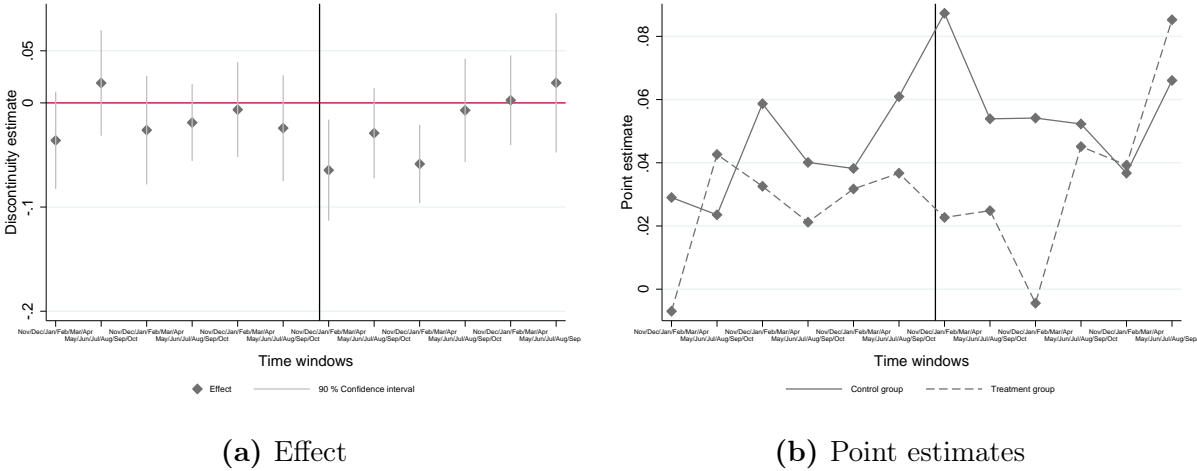 .05
0
-.1
-.2
Discontinuity estimate
Nov/Dec/Jan/Feb/Mar/Apr Nov/Dec/Jan/Feb/Mar/Apr Nov/Dec/Jan/Feb/Mar/Apr Nov/Dec/Jan/Feb/Mar/Apr Nov/Dec/Jan/Feb/Mar/Apr Nov/Dec/Jan/Feb/Mar/Apr
May/Jun/Jul/Aug/Sep/Oct May/Jun/Jul/Aug/Sep/Oct May/Jun/Jul/Aug/Sep/Oct May/Jun/Jul/Aug/Sep/Oct May/Jun/Jul/Aug/Sep/Oct May/Jun/Jul/Aug/Sep
Time windows
Effect 90 % Confidence interval
(a) Effect
.08
.06
.04
.02
0
Point estimate
Nov/Dec/Jan/Feb/Mar/Apr Nov/Dec/Jan/Feb/Mar/Apr Nov/Dec/Jan/Feb/Mar/Apr Nov/Dec/Jan/Feb/Mar/Apr Nov/Dec/Jan/Feb/Mar/Apr Nov/Dec/Jan/Feb/Mar/Apr
May/Jun/Jul/Aug/Sep/Oct May/Jun/Jul/Aug/Sep/Oct May/Jun/Jul/Aug/Sep/Oct May/Jun/Jul/Aug/Sep/Oct May/Jun/Jul/Aug/Sep/Oct May/Jun/Jul/Aug/Sep
Time windows
Control group Treatment group
(b) Point estimates